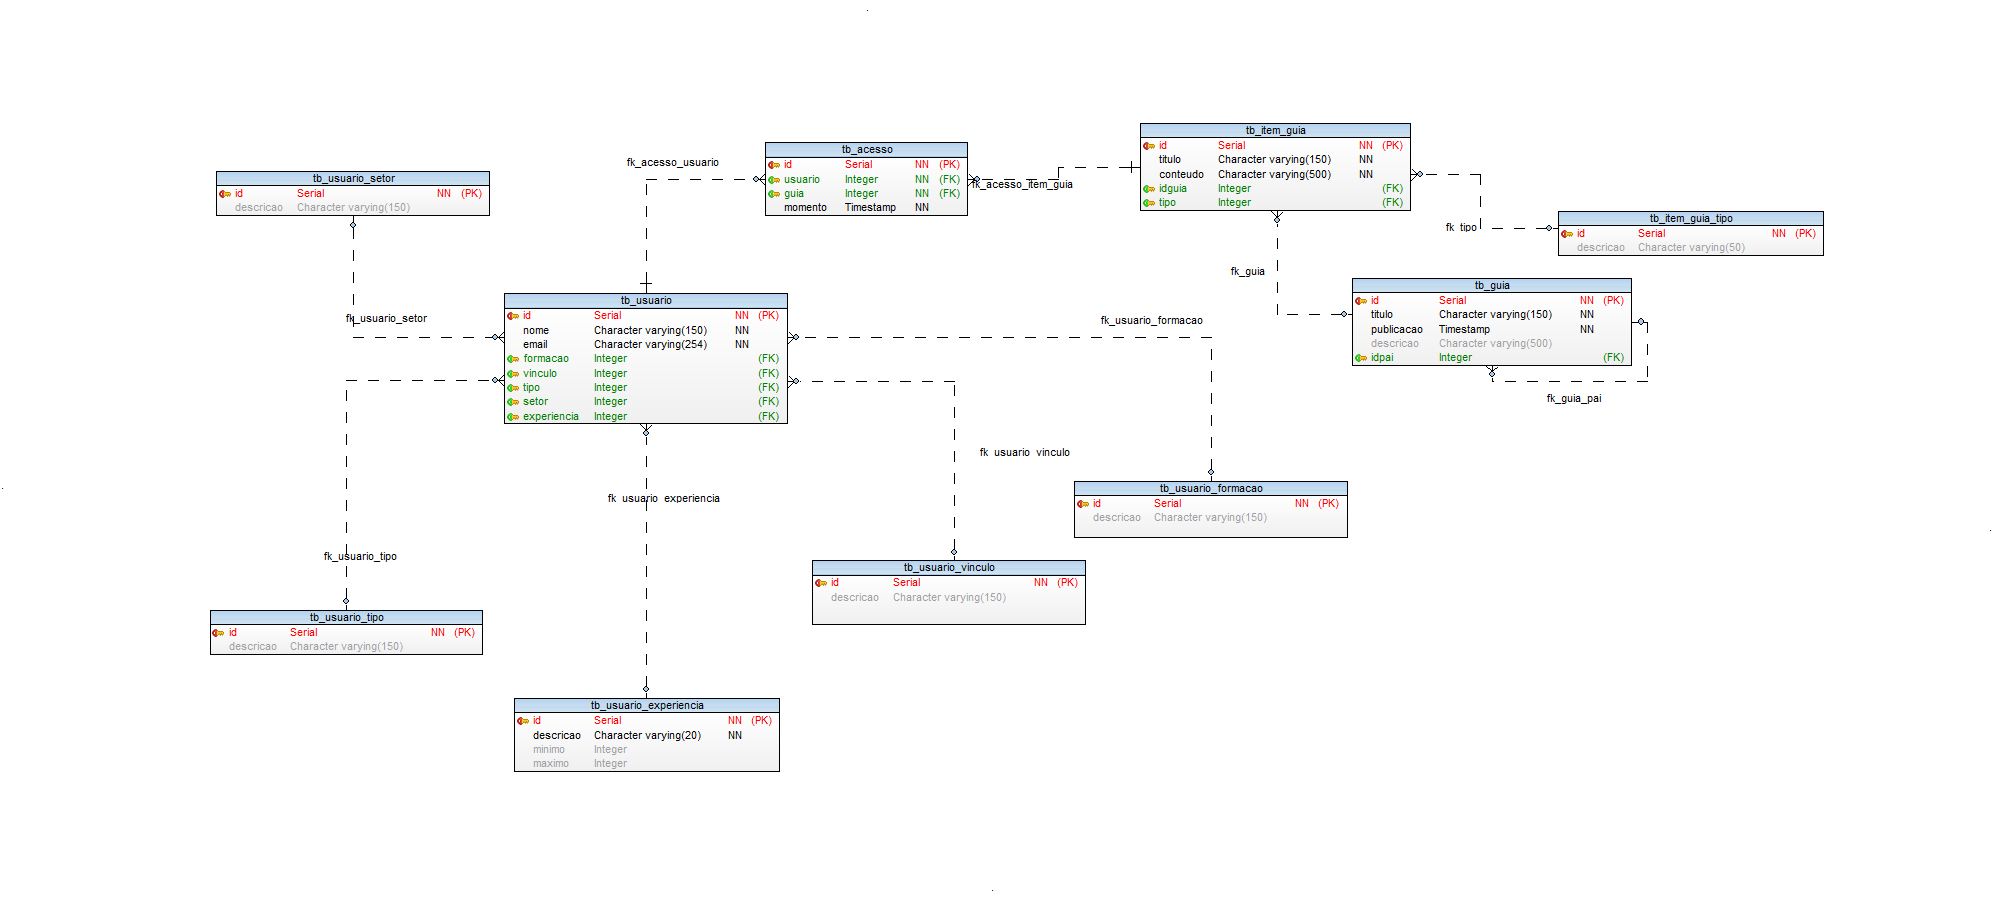 tb_item_guia
id Serial NN (PK)
titulo Character varying(150) NN
conteudo Character varying(500) NN
idguia Integer (FK)
tipo Integer (FK)
tb_acesso
id Serial NN (PK)
usuario Integer NN (FK)
guia Integer NN (FK)
momento Timestamp NN
fk_acesso_usuario
fk_acesso_item_guia
tb_usuario_setor
id Serial NN (PK)
descricao Character varying(150)
tb_item_guia_tipo
id Serial NN (PK)
descricao Character varying(50)
fk_tipo
fk_guia
tb_guia
id Serial NN (PK)
titulo Character varying(150) NN
publicacao Timestamp NN
descricao Character varying(500)
idpai Integer (FK)
fk_guia_pai
tb_usuario
id Serial NN (PK)
nome Character varying(150) NN
email Character varying(254) NN
formacao Integer (FK)
vinculo Integer (FK)
tipo Integer (FK)
setor Integer (FK)
experiencia Integer (FK)
fk_usuario_setor
fk_usuario_formacao
fk_usuario_vinculo
fk_usuario_experiencia
fk_usuario_tipo
tb_usuario_formacao
id Serial NN (PK)
descricao Character varying(150)
tb_usuario_vinculo
id Serial NN (PK)
descricao Character varying(150)
tb_usuario_tipo
id Serial NN (PK)
descricao Character varying(150)
tb_usuario_experiencia
id Serial NN (PK)
descricao Character varying(20) NN
minimo Integer
maximo Integer